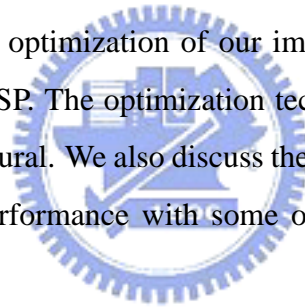 optimization of our im
SP. The optimization tec
ural. We also discuss the
erformance with some o